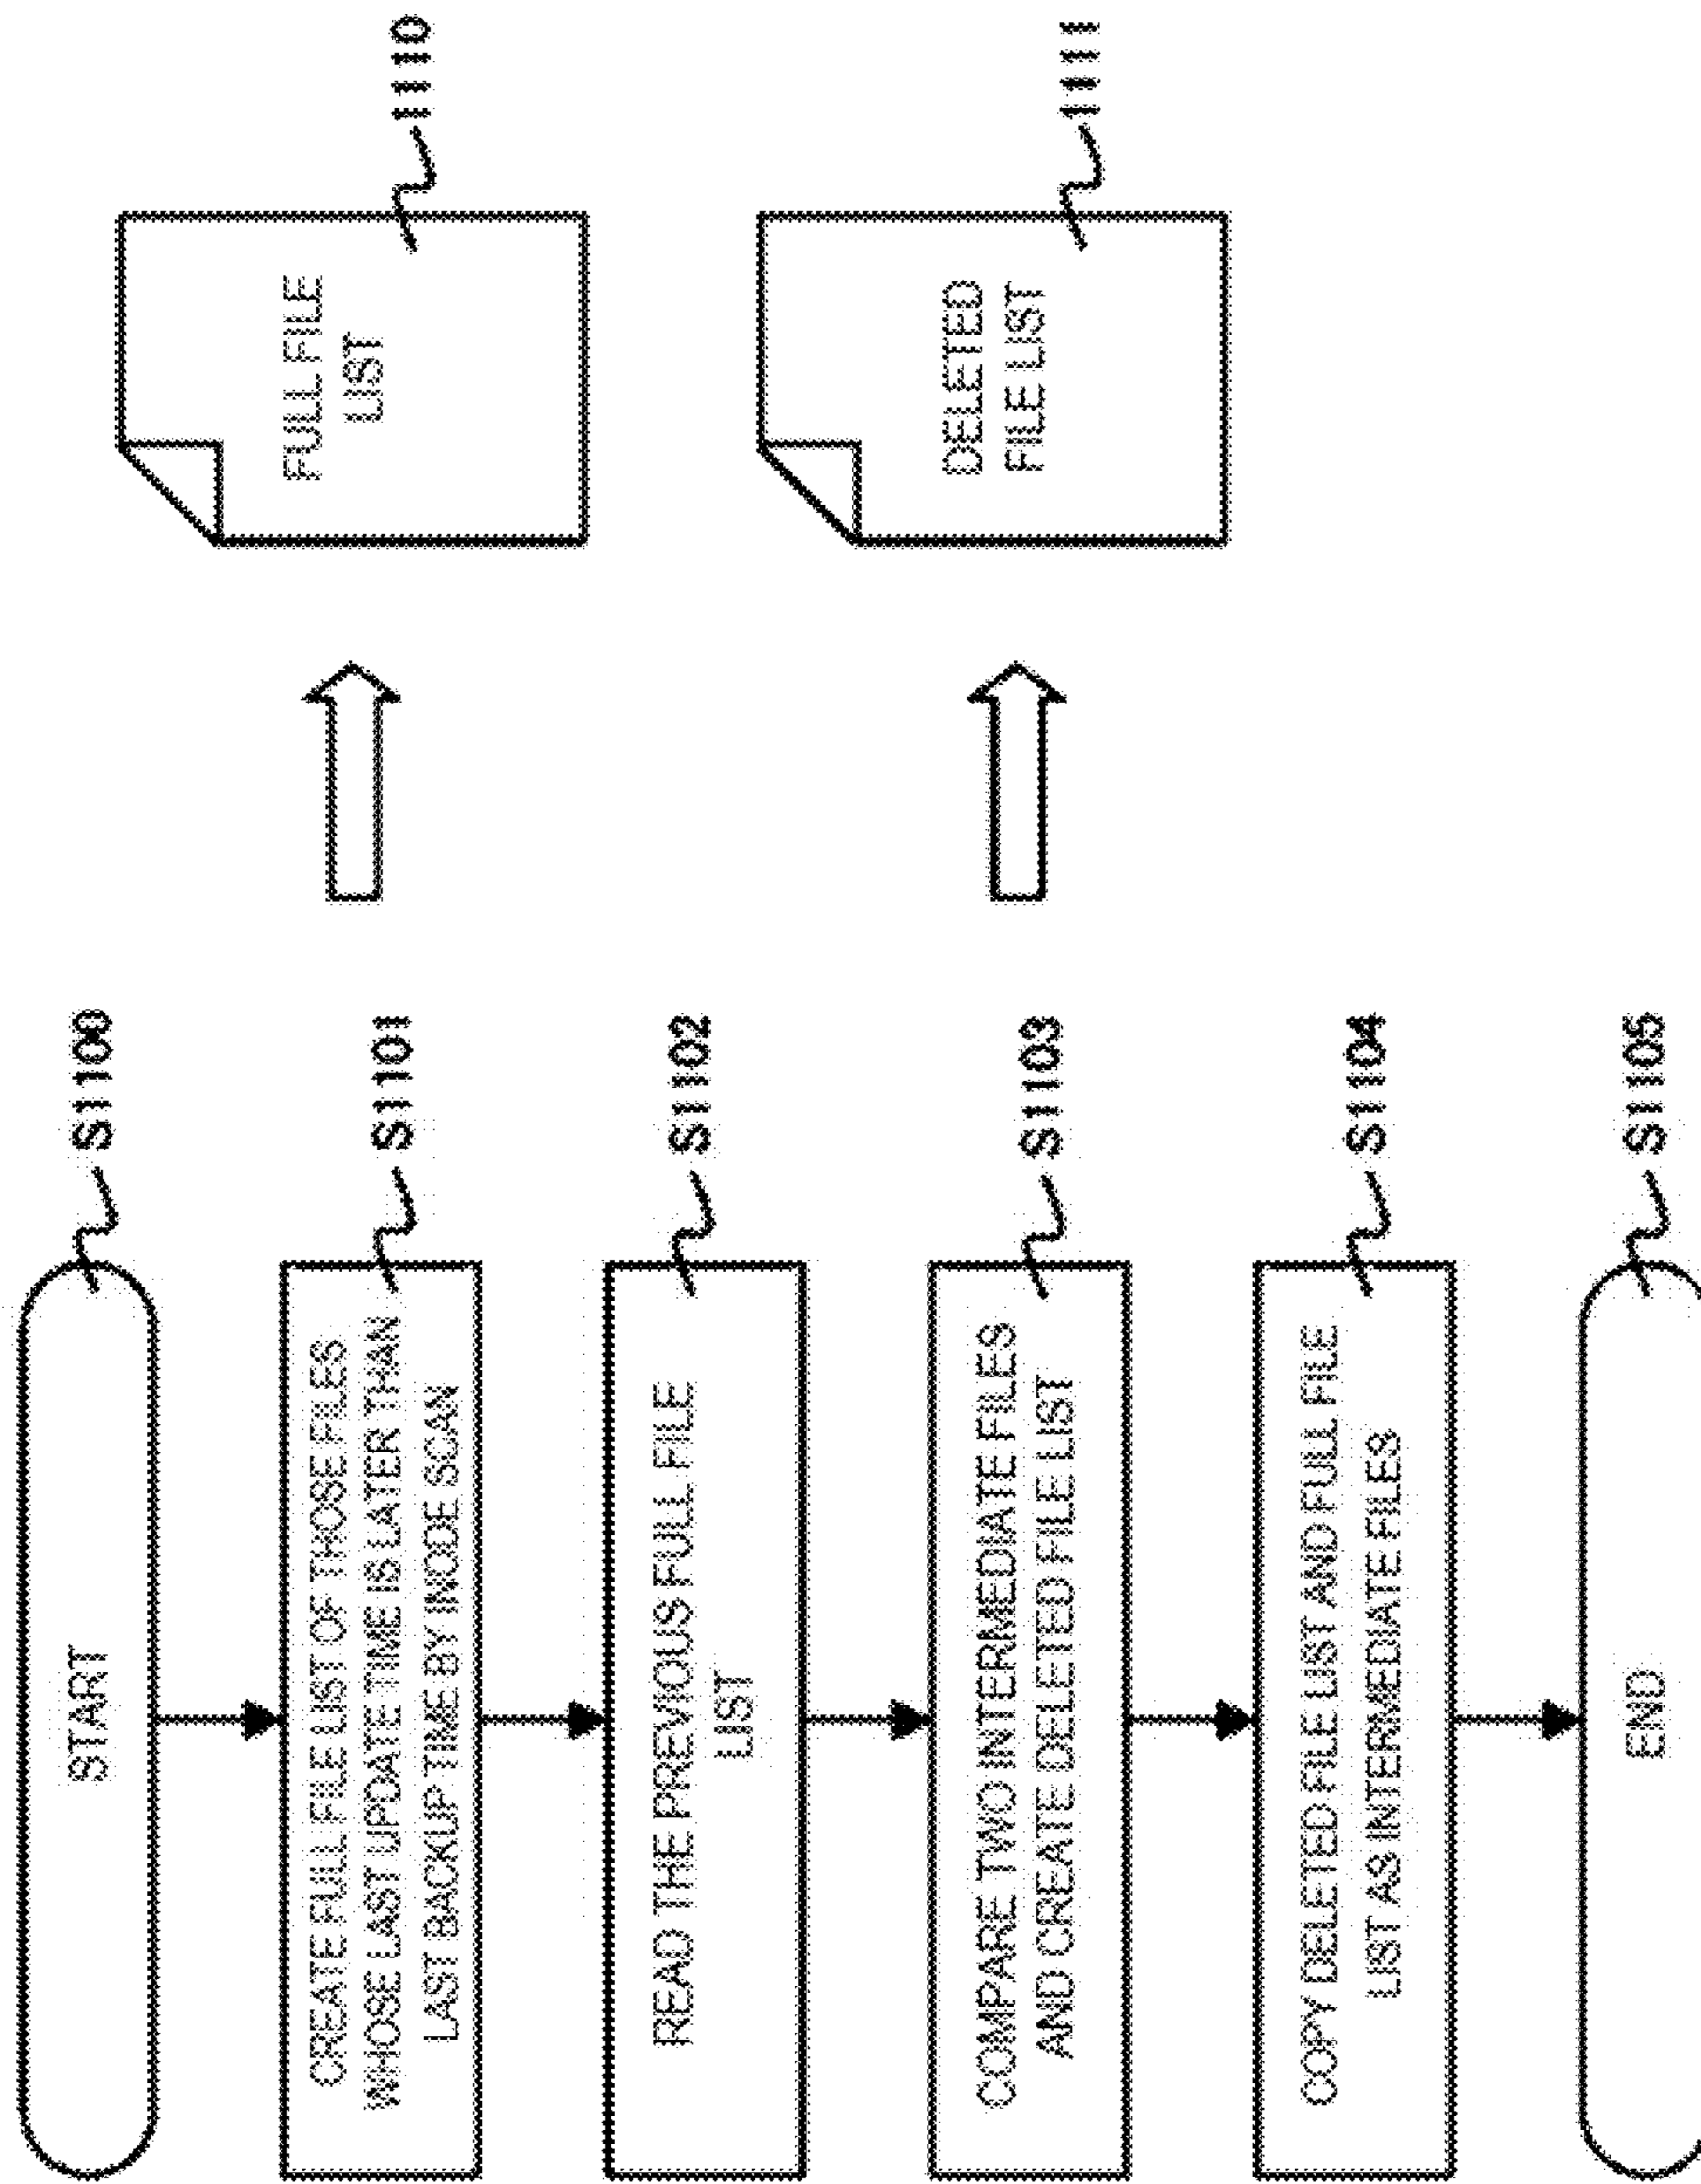 START
S1100
CREATE FULL FILE LIST OF THOSE FILES
WHOSE LAST UPDATE TIME IS LATER THAN
LAST BACKUP TIME BY INODE SCAN
S1101
FULL FILE
LIST
1110
READ THE PREVIOUS FULL FILE
LIST
S1102
COMPARE TWO INTERMEDIATE FILES
AND CREATE DELETED FILE LIST
S1103
DELETED
FILE LIST
1111
COPY DELETED FILE LIST AND FULL FILE
LIST AS INTERMEDIATE FILES
S1104
END
S1105